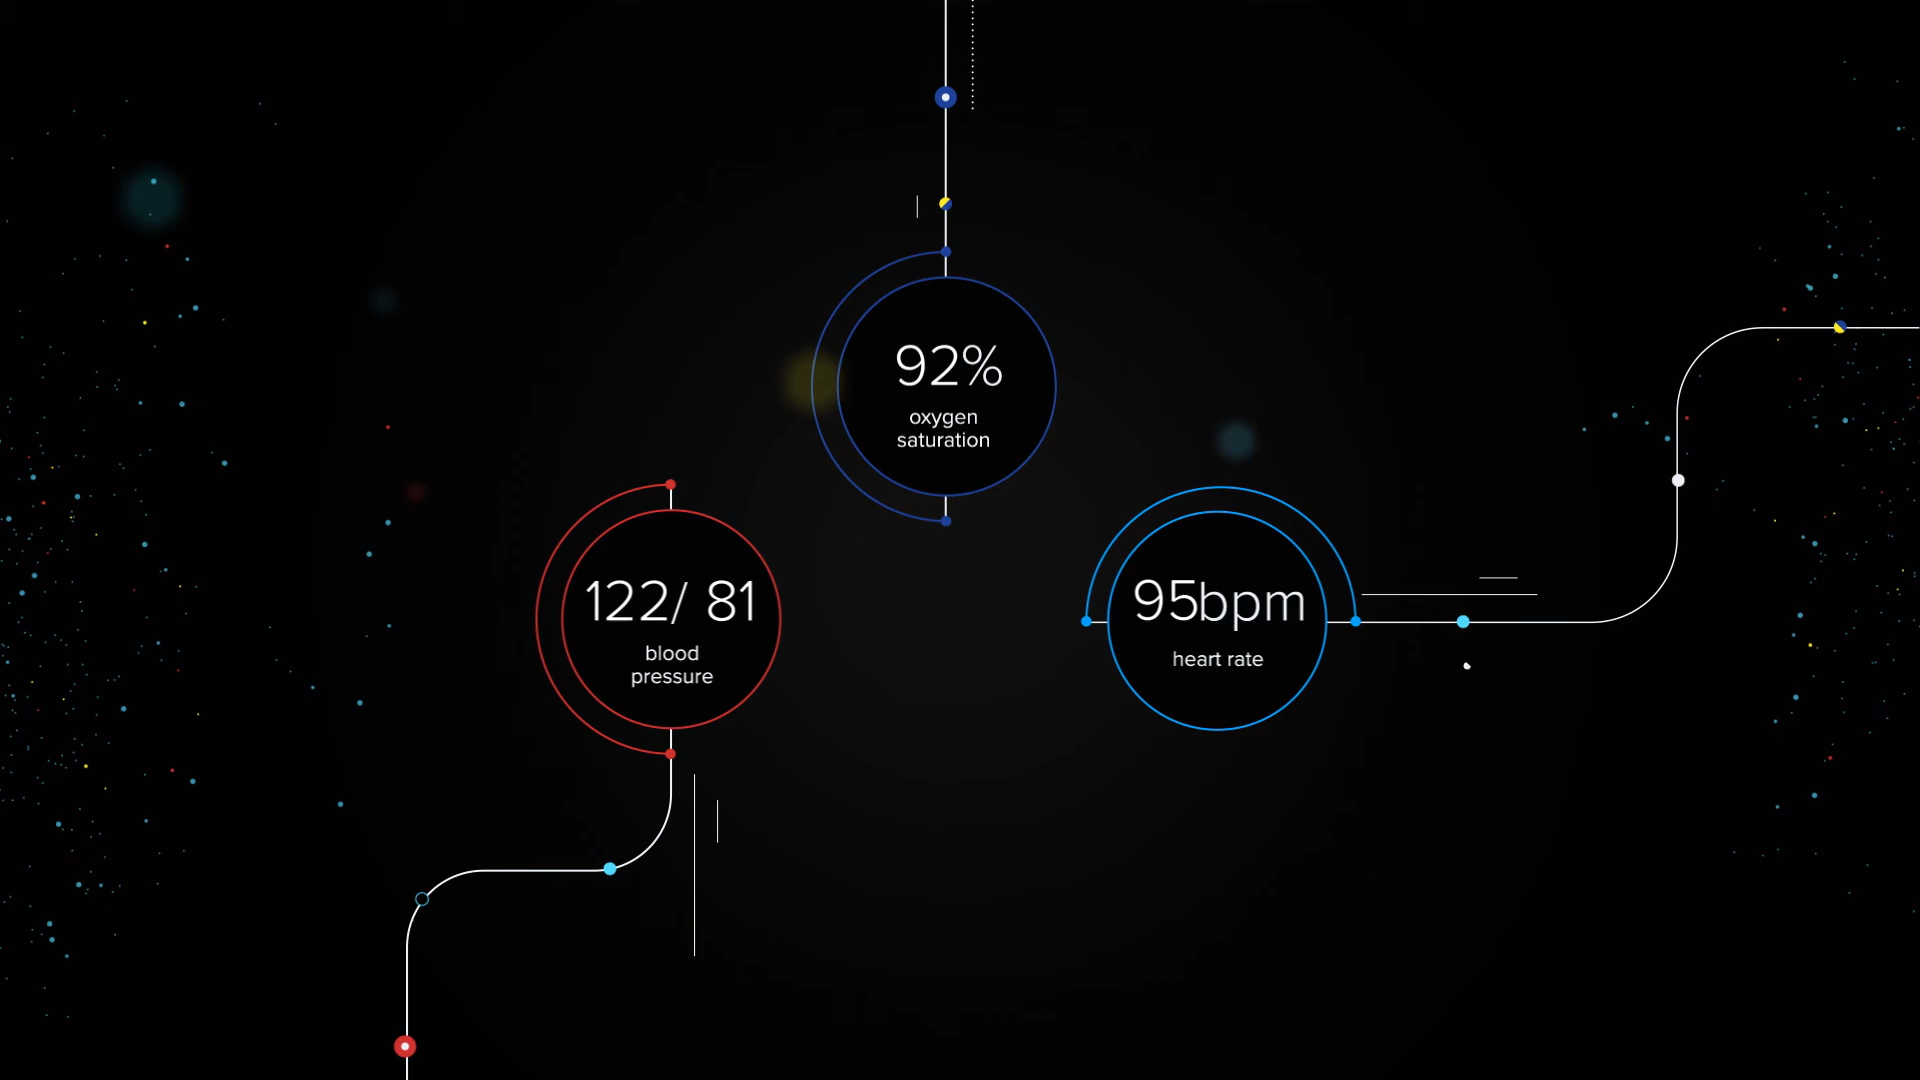 92%
oxygen
saturation
122/ 81
blood
pressure
95bpm
heart rate